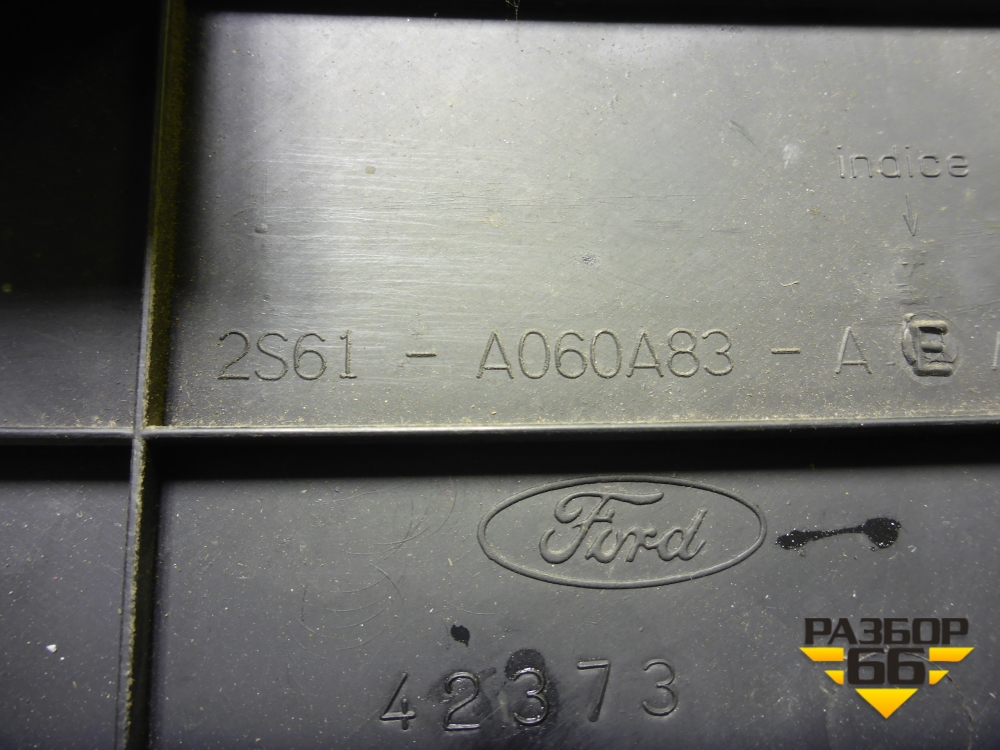 indice
2S61 - A060A83 - A E
Ford
42373
РАЗБОР
66